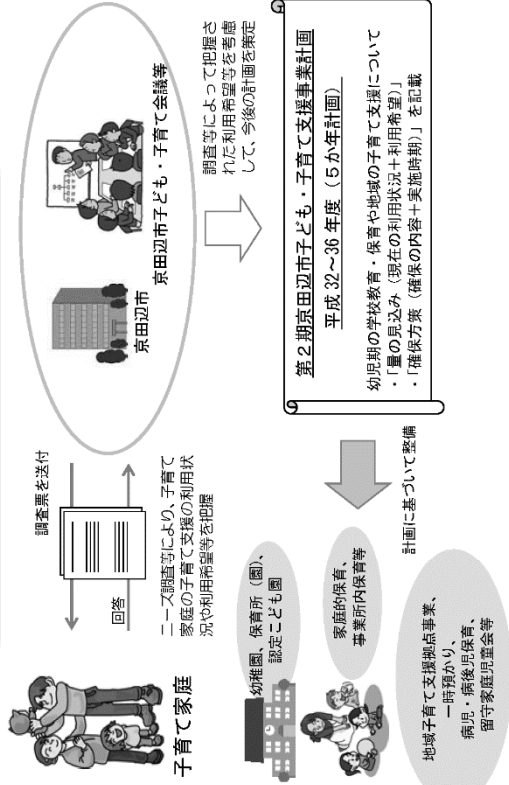 子育て家庭
調査票を送付
回答
ニーズ調査等により、子育て
家庭の子育て支援の利用状
況や利用希望等を把握
京田辺市
京田辺市子ども・子育て会議等
調査等によって把握さ
れた利用希望等を考慮
して、今後の計画を策定
第２期京田辺市子ども・子育て支援事業計画
平成 32～36 年度（５か年計画）
幼児期の学校教育・保育や地域の子育て支援について
・「量の見込み（現在の利用状況＋利用希望）」
・「確保方策（確保の内容＋実施時期）」を記載
計画に基づいて整備
幼稚園、保育所（園）、
認定こども園
家庭的保育、
事業所内保育等
地域子育て支援拠点事業、
一時預かり、
病児・病後児保育、
留守家庭児童会等